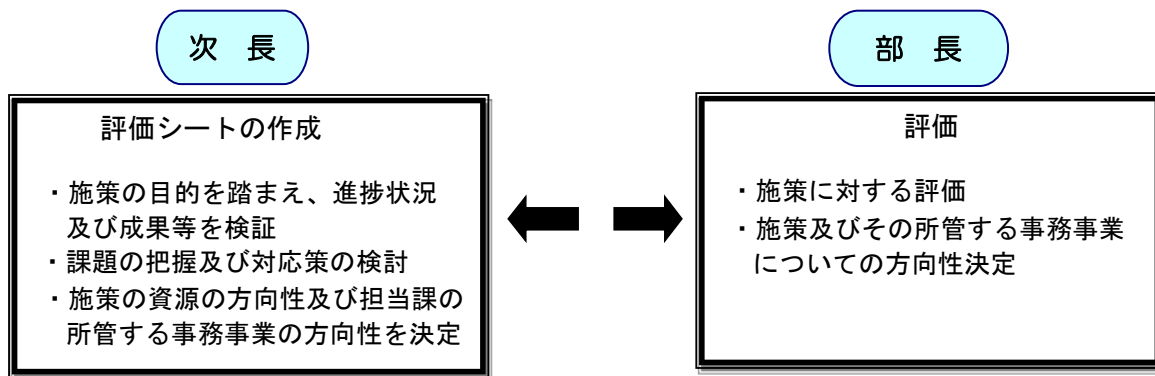 次 長
評価シートの作成
・施策の目的を踏まえ、進捗状況
及び成果等を検証
・課題の把握及び対応策の検討
・施策の資源の方向性及び担当課の
所管する事務事業の方向性を決定
部 長
評価
・施策に対する評価
・施策及びその所管する事務事業
についての方向性決定